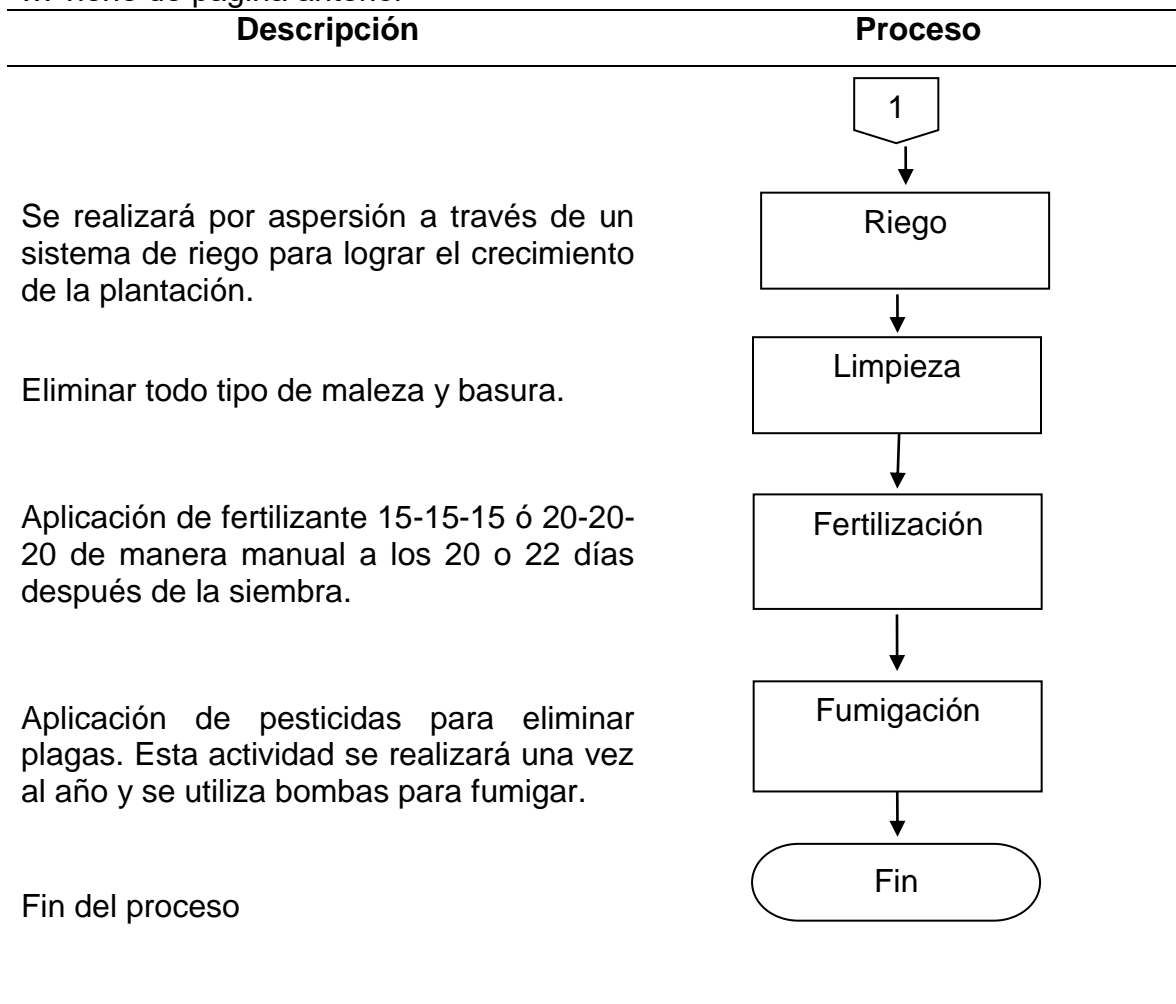 Descripción Proceso
1
Se realizará por aspersión a través de un
sistema de riego para lograr el crecimiento
de la plantación.
Riego
Eliminar todo tipo de maleza y basura.
Limpieza
Aplicación de fertilizante 15-15-15 ó 20-20-
20 de manera manual a los 20 o 22 días
después de la siembra.
Fertilización
Aplicación de pesticidas para eliminar
plagas. Esta actividad se realizará una vez
al año y se utiliza bombas para fumigar.
Fumigación
Fin del proceso
Fin